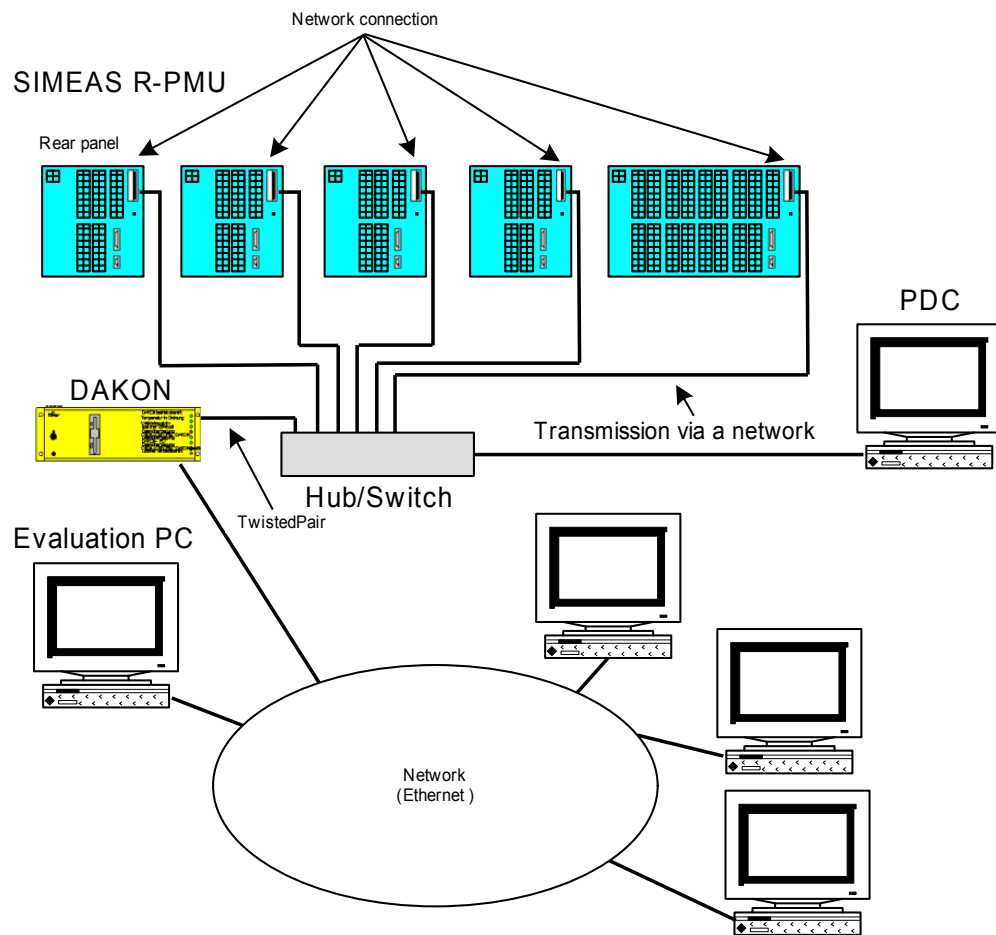 Network connection
SIMEAS R-PMU
Rear panel
PDC
DAKON
Transmission via a network
Hub/Switch
TwistedPair
Evaluation PC
Network
(Ethernet )